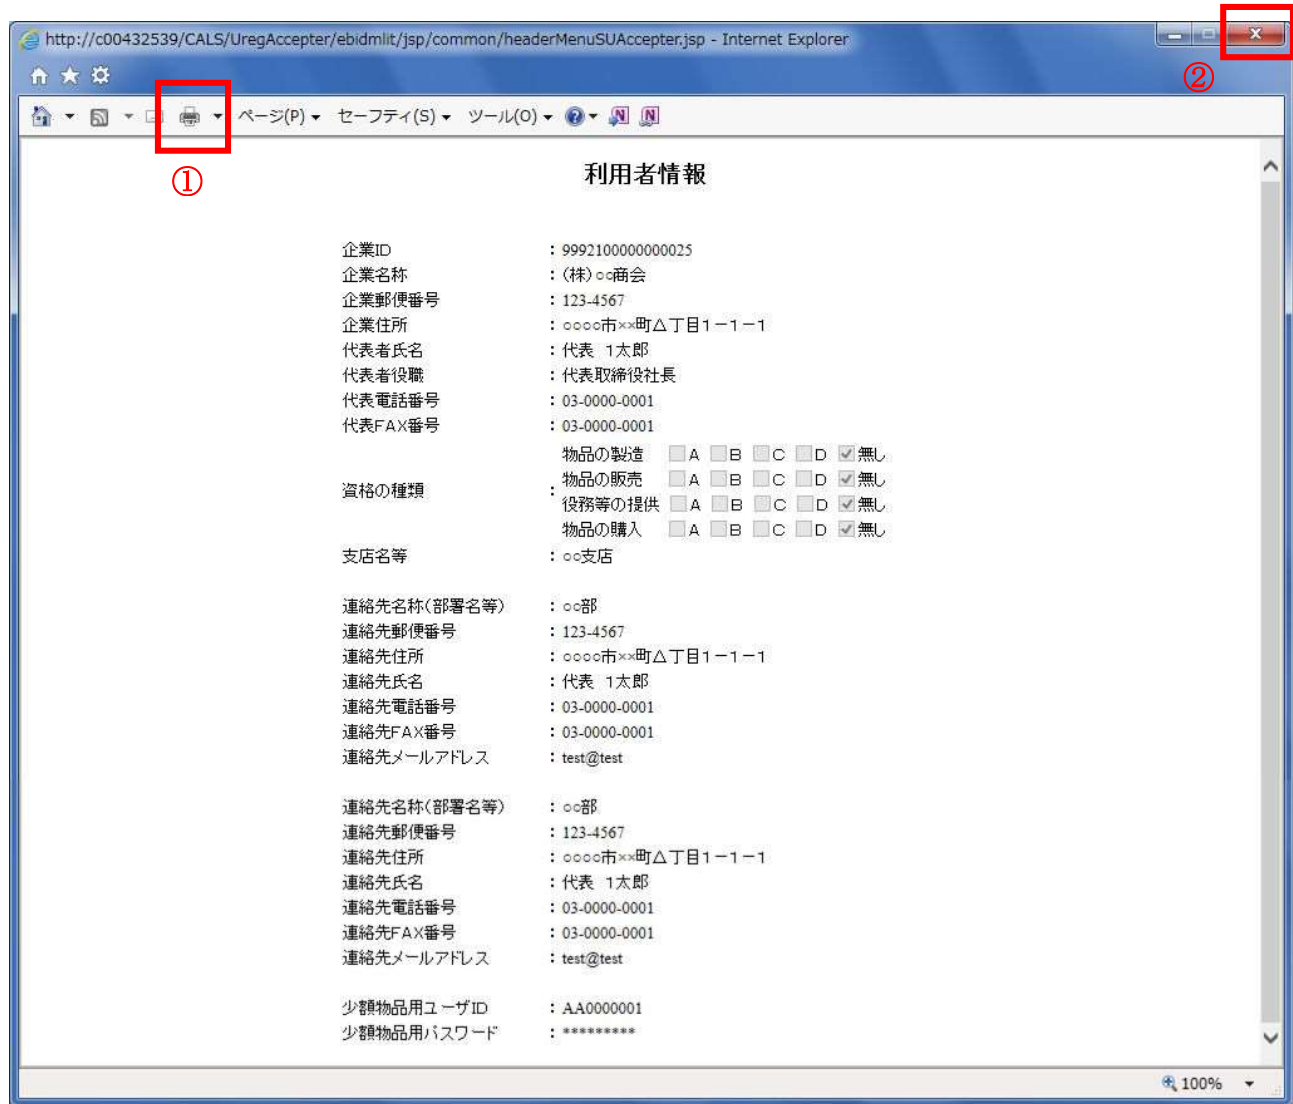 http://c00432539/CALS/UregAccepter/ebidmlit/jsp/common/headerMenuSUAccepter.jsp - Internet Explorer
②
ページ(P) セーフティ(S) ツール(O)
①
利用者情報
企業ID : 9992100000000025
企業名称 : (株)○○商会
企業郵便番号 : 123-4567
企業住所 : ○○○○市××町△丁目1-1-1
代表者氏名 : 代表 1太郎
代表者役職 : 代表取締役社長
代表電話番号 : 03-0000-0001
代表FAX番号 : 03-0000-0001
物品の製造 A B C D 無し
物品の販売 A B C D 無し
資格の種類 :
役務等の提供 A B C D 無し
物品の購入 A B C D 無し
支店名等 : ○○支店
連絡先名称(部署名等) : ○○部
連絡先郵便番号 : 123-4567
連絡先住所 : ○○○○市××町△丁目1-1-1
連絡先氏名 : 代表 1太郎
連絡先電話番号 : 03-0000-0001
連絡先FAX番号 : 03-0000-0001
連絡先メールアドレス : test@test
連絡先名称(部署名等) : ○○部
連絡先郵便番号 : 123-4567
連絡先住所 : ○○○○市××町△丁目1-1-1
連絡先氏名 : 代表 1太郎
連絡先電話番号 : 03-0000-0001
連絡先FAX番号 : 03-0000-0001
連絡先メールアドレス : test@test
少額物品用ユーザID : AA0000001
少額物品用パスワード : *********
100%